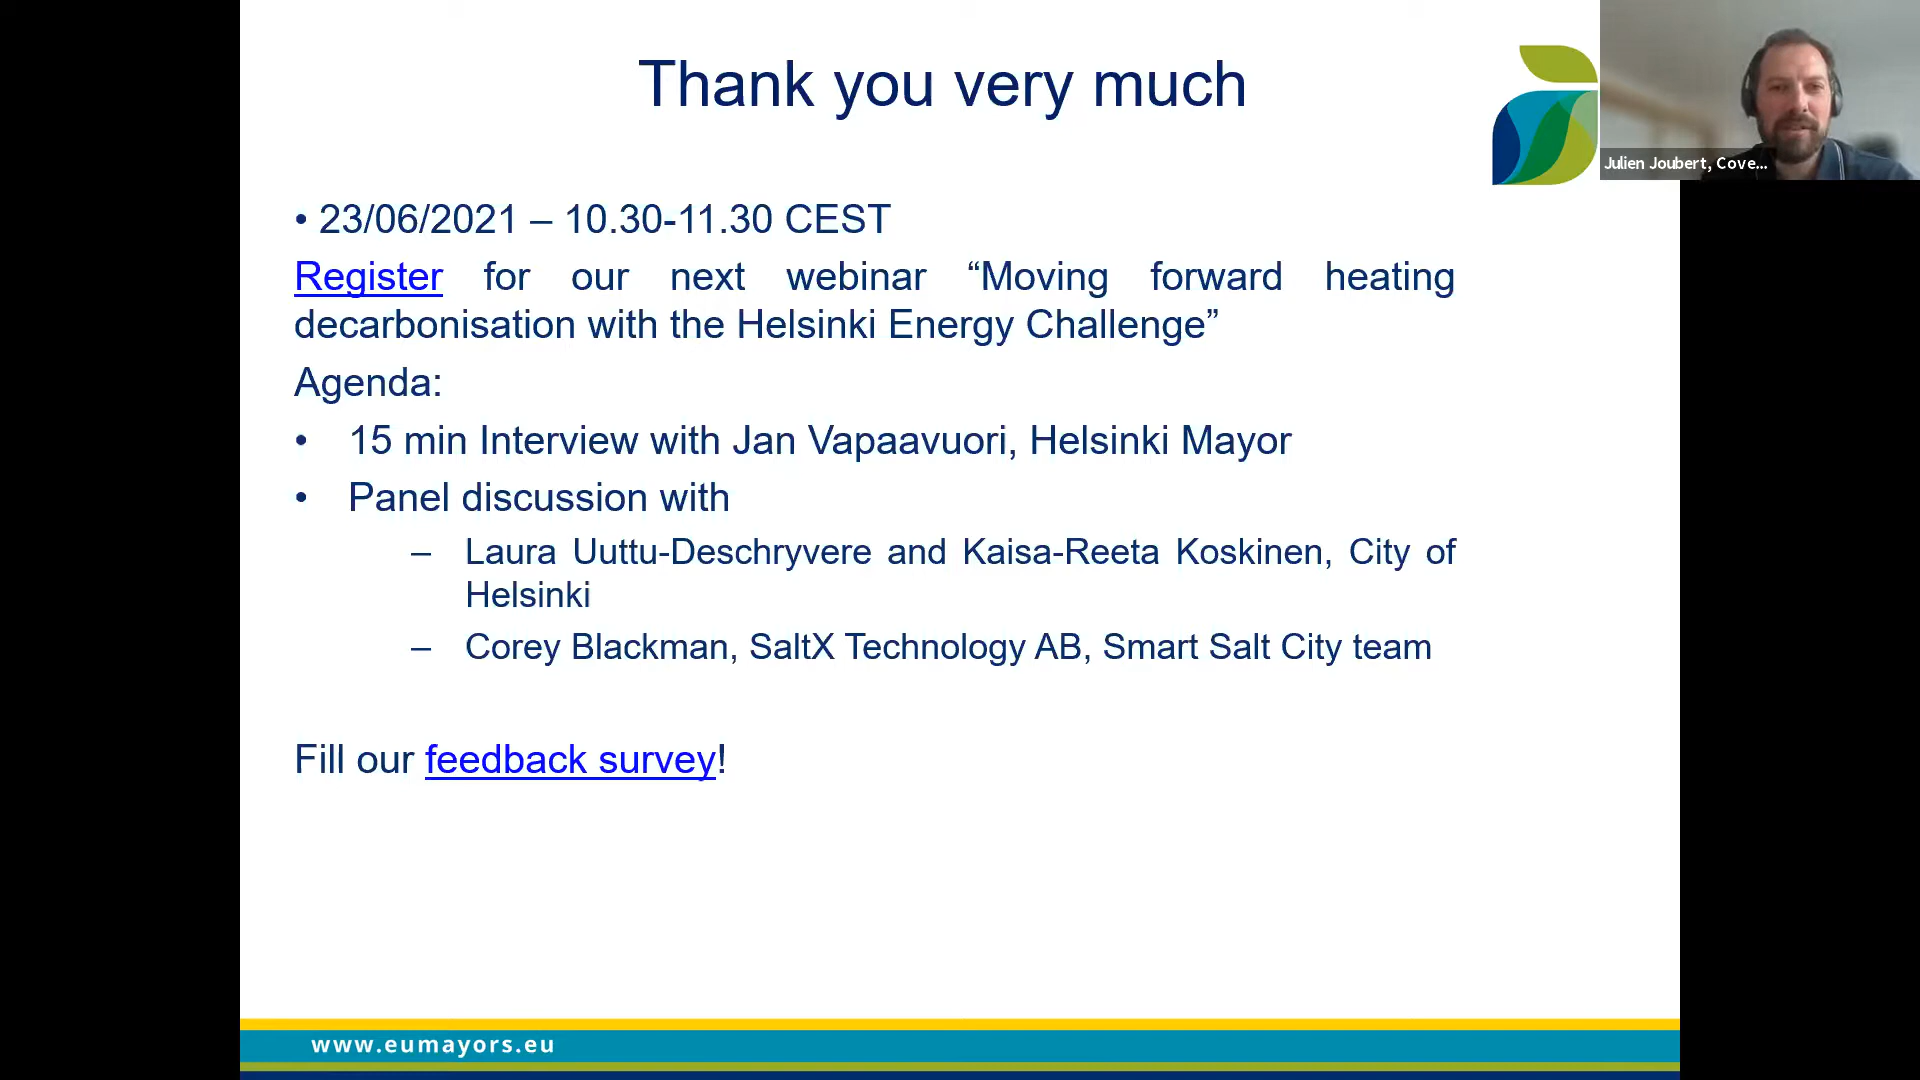 Thank you very much
Julien Joubert, Cove...
• 23/06/2021 – 10.30-11.30 CEST
Register for our next webinar “Moving forward heating
decarbonisation with the Helsinki Energy Challenge”
Agenda:
• 15 min Interview with Jan Vapaavuori, Helsinki Mayor
• Panel discussion with
– Laura Uuttu-Deschryvere and Kaisa-Reeta Koskinen, City of
Helsinki
– Corey Blackman, SaltX Technology AB, Smart Salt City team
Fill our feedback survey!
www.eumayors.eu